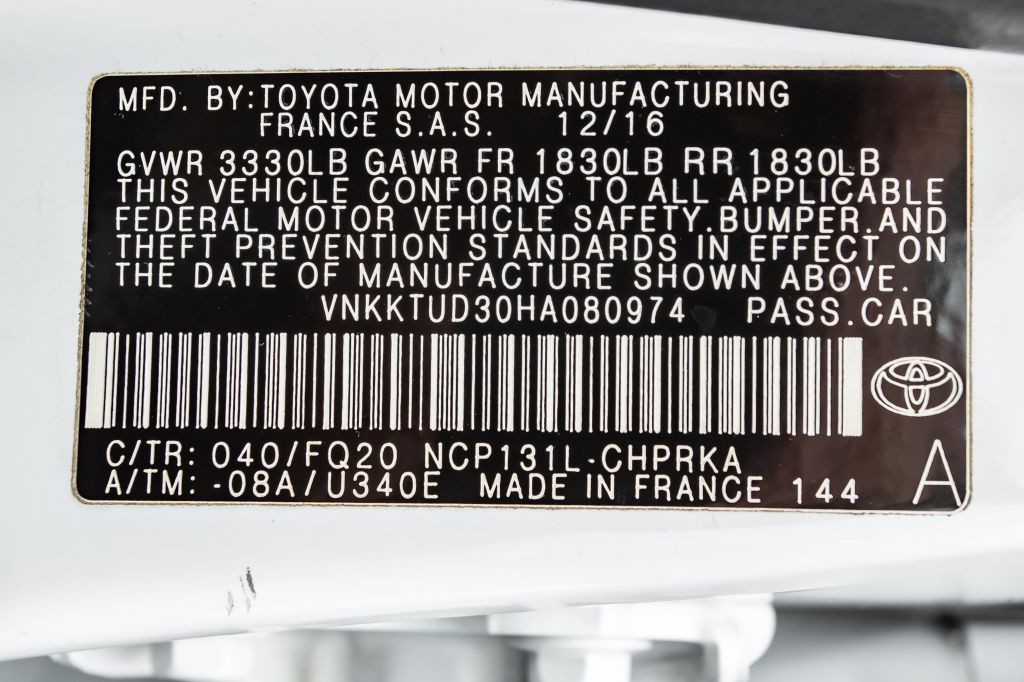 MFD. BY:TOYOTA MOTOR MANUFACTURING
FRANCE S.A.S. 12/16
GVWR 3330LB GAWR FR 1830LB RR 1830LB
THIS VEHICLE CONFORMS TO ALL APPLICABLE
FEDERAL MOTOR VEHICLE SAFETY.BUMPER.AND
THEFT PREVENTION STANDARDS IN EFFECT ON
THE DATE OF MANUFACTURE SHOWN ABOVE.
VNKKTUD30HA080974 PASS.CAR
C/TR: 040/FQ20 NCP131L-CHPRKA
A/TM: -08A/U340E MADE IN FRANCE 144 A